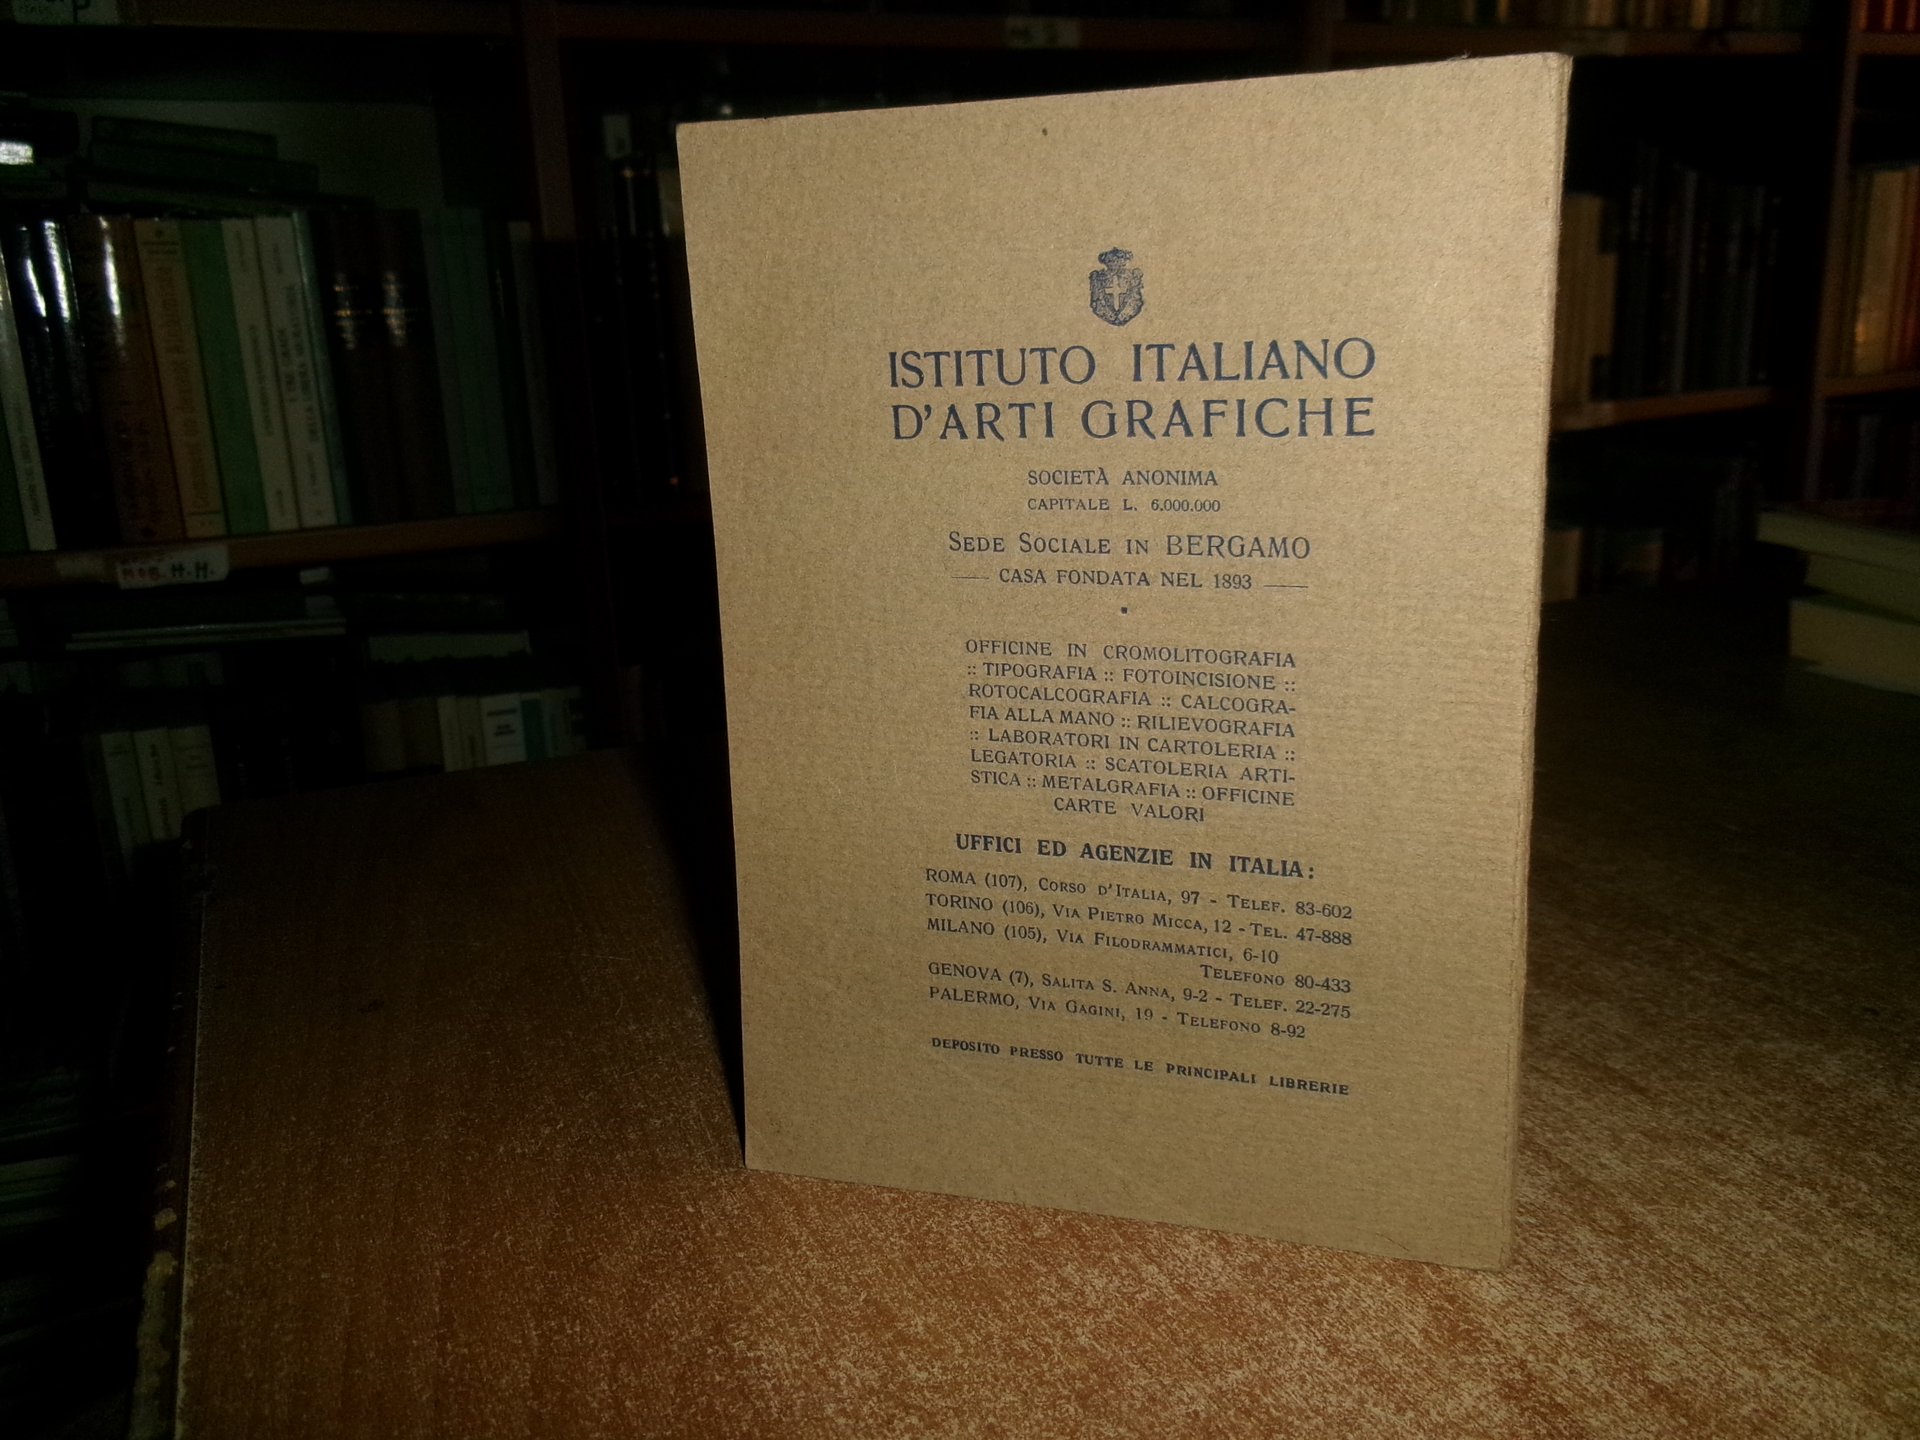 ISTITUTO ITALIANO
D'ARTI GRAFICHE
SOCIETÀ ANONIMA
CAPITALE L. 6.000.000
SEDE SOCIALE IN BERGAMO
CASA FONDATA NEL 1893
OFFICINE IN CROMOLITOGRAFIA
:: TIPOGRAFIA :: FOTOINCISIONE ::
ROTOCALCOGRAFIA :: CALCOGRA-
FIA ALLA MANO :: RILIEVOGRAFIA
:: LABORATORI IN CARTOLERIA ::
LEGATORIA :: SCATOLERIA ARTI-
STICA :: METALGRAFIA :: OFFICINE
CARTE VALORI
UFFICI ED AGENZIE IN ITALIA:
ROMA (107), CORSO D'ITALIA, 97 - TELEF. 83-602
TORINO (106), VIA PIETRO MICCA, 12 - TEL. 47-888
MILANO (105), VIA FILODRAMMATICI, 6-10
TELEFONO 80-433
GENOVA (7), SALITA S. ANNA, 9-2 - TELEF. 22-275
PALERMO, VIA GAGINI, 19 - TELEFONO 8-92
DEPOSITO PRESSO TUTTE LE PRINCIPALI LIBRERIE
MOB. H.H.